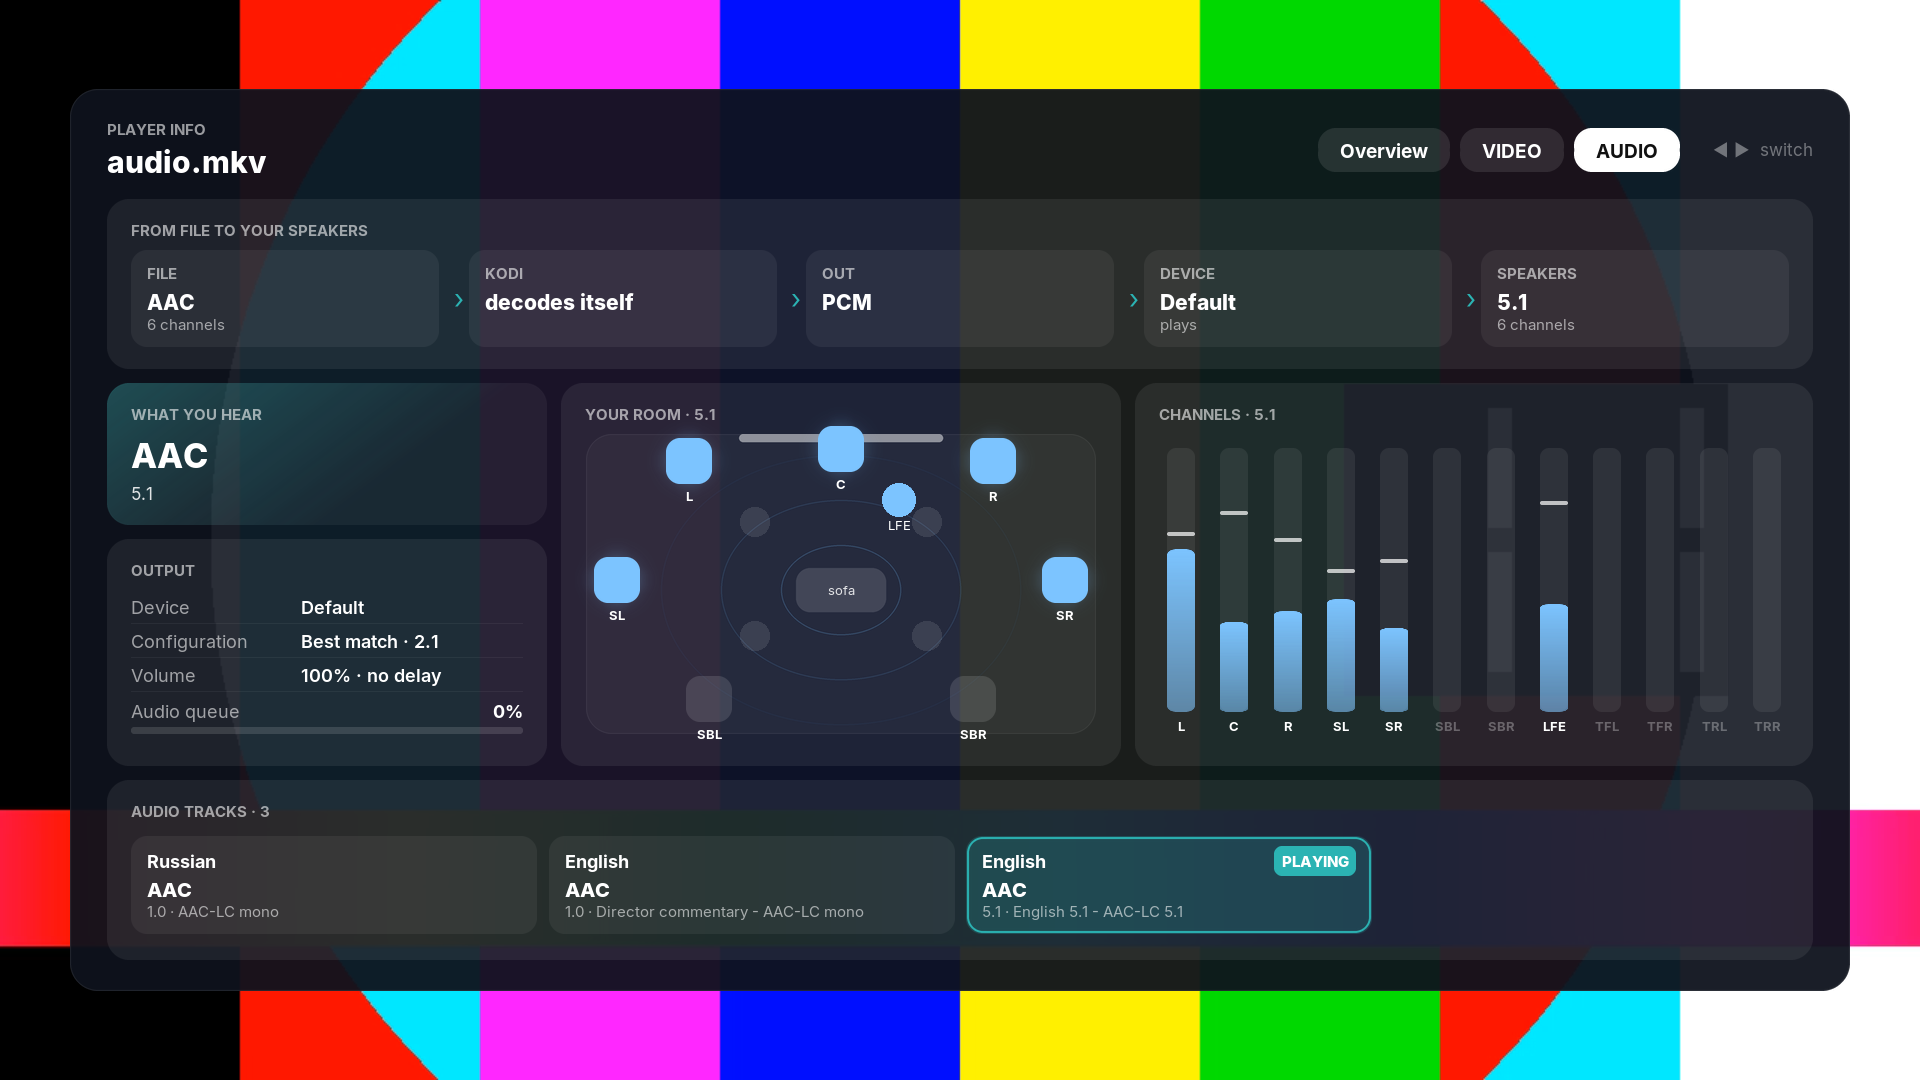 PLAYER INFO
audio.mkv
Overview
VIDEO
AUDIO
◀ ▶ switch
FROM FILE TO YOUR SPEAKERS
FILE
AAC
6 channels
›
KODI
decodes itself
›
OUT
PCM
›
DEVICE
Default
plays
›
SPEAKERS
5.1
6 channels
WHAT YOU HEAR
AAC
5.1
OUTPUT
Device Default
Configuration Best match · 2.1
Volume 100% · no delay
Audio queue 0%
YOUR ROOM · 5.1
C
L
R
LFE
sofa
SL
SR
SBL
SBR
CHANNELS · 5.1
L C R SL SR SBL SBR LFE TFL TFR TRL TRR
AUDIO TRACKS · 3
Russian
AAC
1.0 · AAC-LC mono
English
AAC
1.0 · Director commentary - AAC-LC mono
English
PLAYING
AAC
5.1 · English 5.1 - AAC-LC 5.1